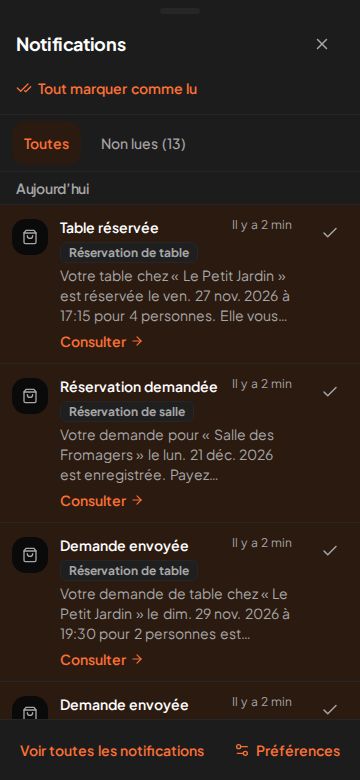 Notifications
Tout marquer comme lu
Toutes
Non lues (13)
Aujourd'hui
Table réservée
Il y a 2 min
Réservation de table
Votre table chez « Le Petit Jardin »
est réservée le ven. 27 nov. 2026 à
17:15 pour 4 personnes. Elle vous…
Consulter
Réservation demandée
Il y a 2 min
Réservation de salle
Votre demande pour « Salle des
Fromagers » le lun. 21 déc. 2026
est enregistrée. Payez…
Consulter
Demande envoyée
Il y a 2 min
Réservation de table
Votre demande de table chez « Le
Petit Jardin » le dim. 29 nov. 2026 à
19:30 pour 2 personnes est…
Consulter
Demande envoyée
Il y a 2 min
Voir toutes les notifications
Préférences